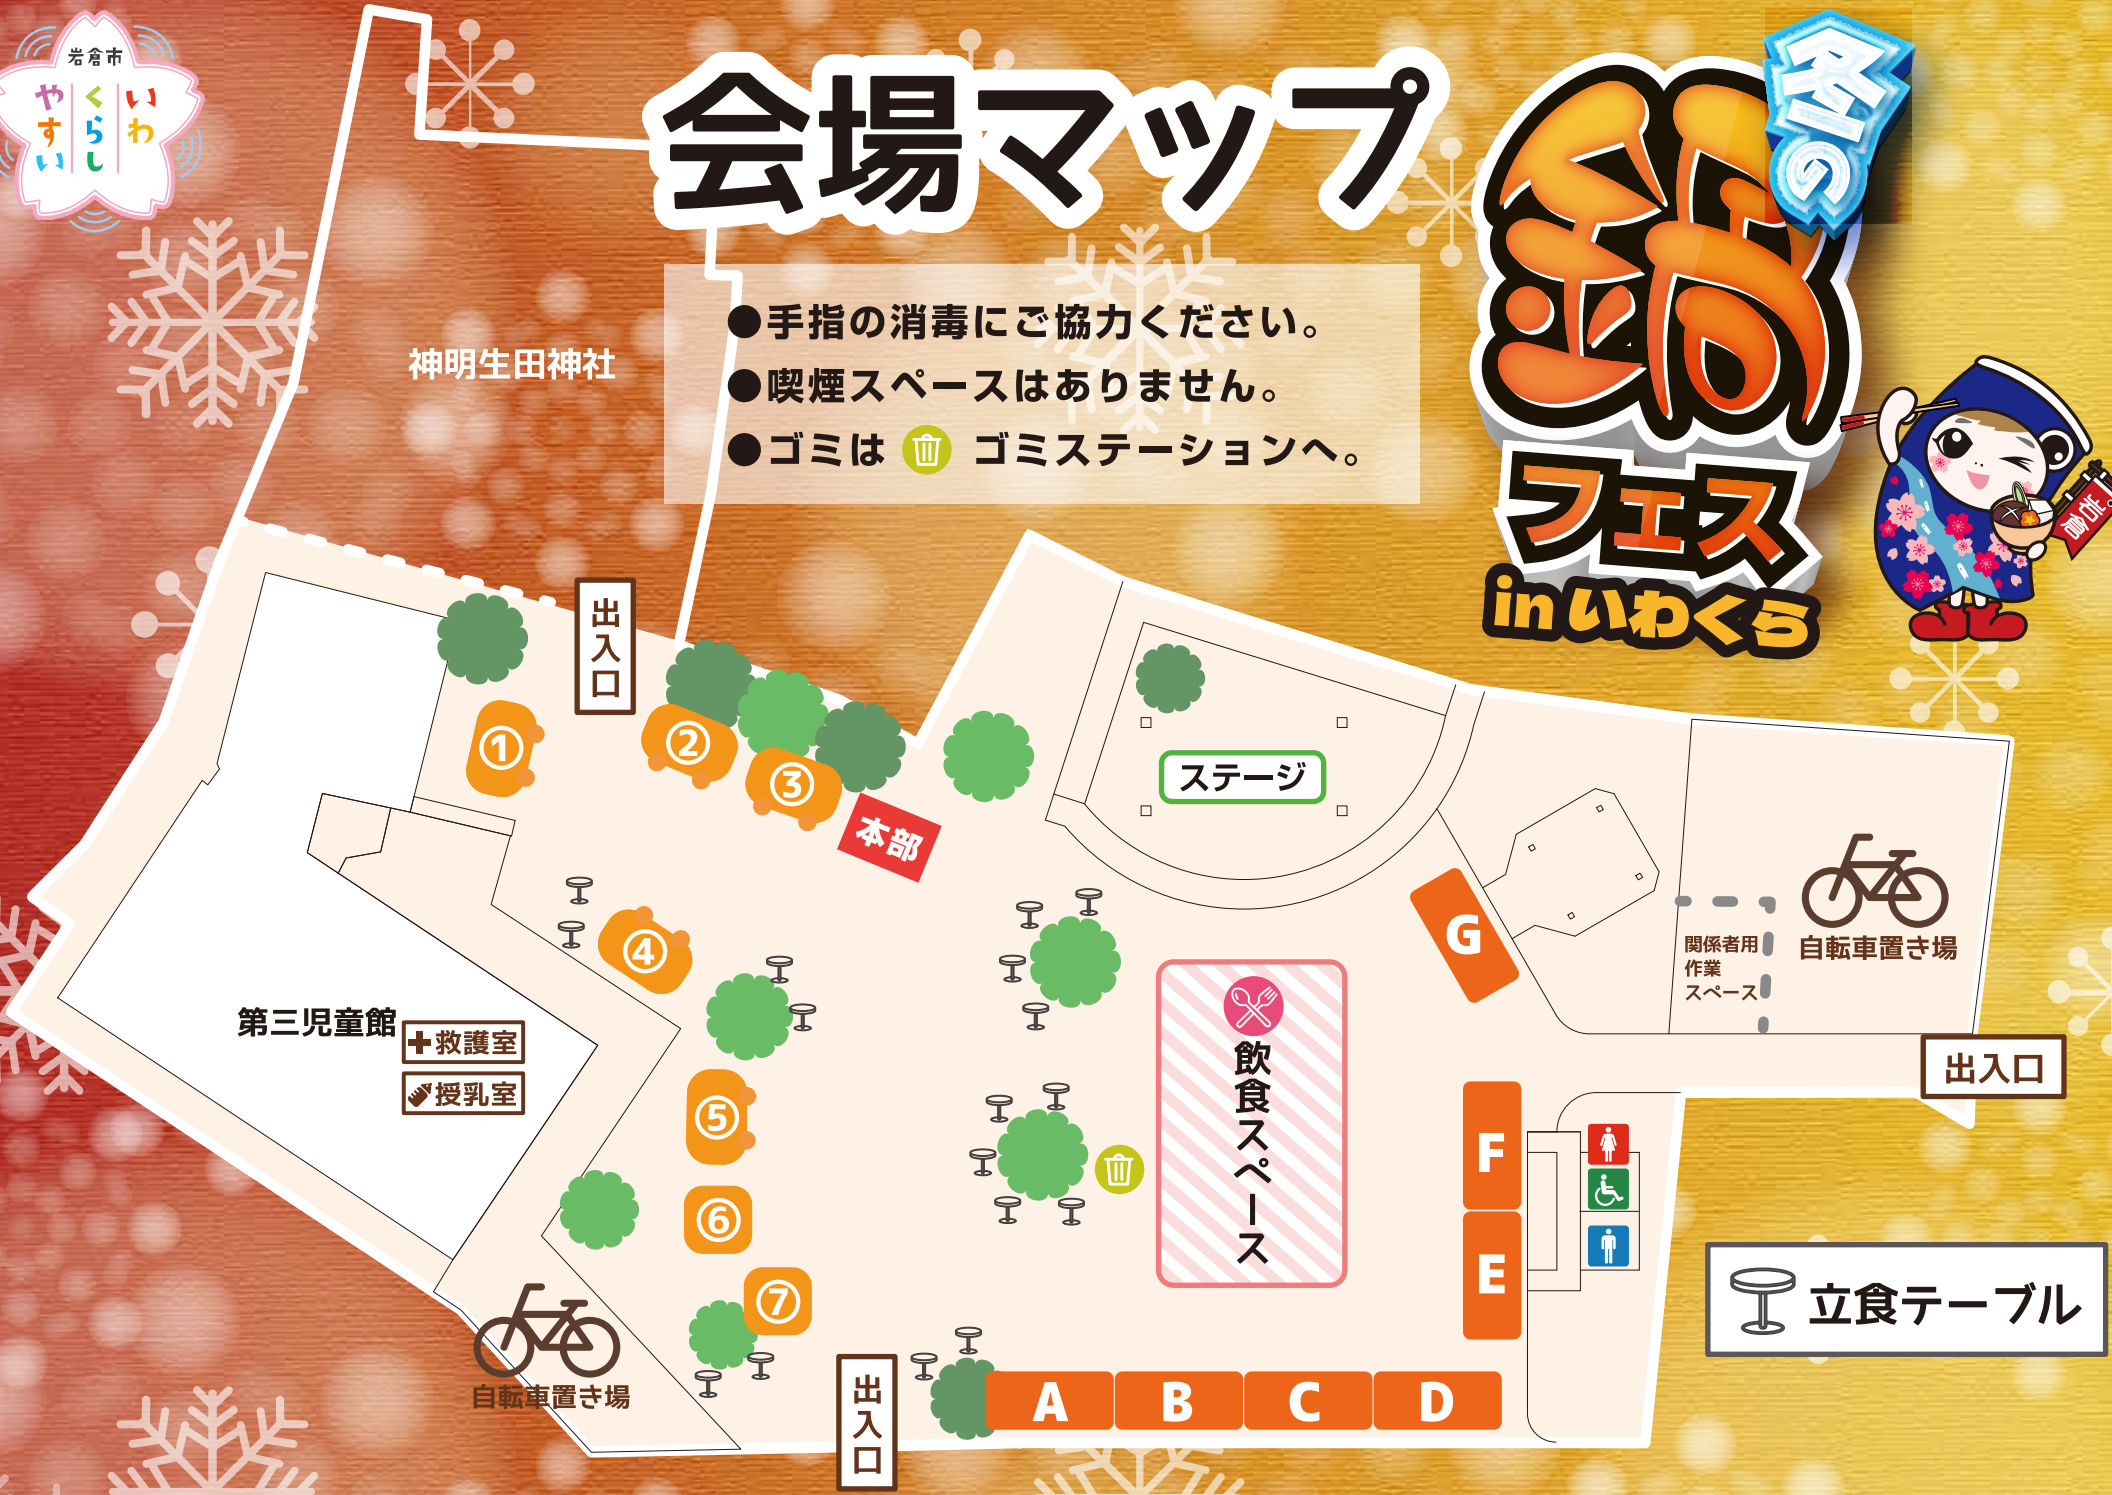 岩倉市
いわ
くらし
やすい
会場マップ
冬の
鍋
フェス
inいわくら
岩倉
●手指の消毒にご協力ください。
●喫煙スペースはありません。
●ゴミは ゴミステーションへ。
神明生田神社
出入口
①
②
③
本部
ステージ
④
G
関係者用
作業
スペース
自転車置き場
第三児童館
救護室
授乳室
飲食スペース
出入口
⑤
⑥
⑦
F
E
立食テーブル
自転車置き場
出入口
A
B
C
D